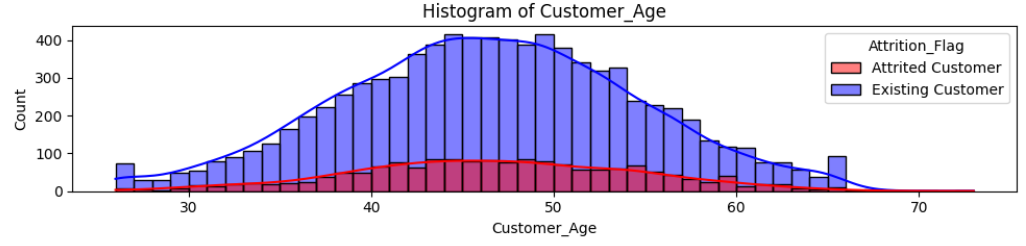 Histogram of Customer_Age
400
300
200
100
0
Count
Attrition_Flag
Attrited Customer
Existing Customer
30 40 50 60 70
Customer_Age